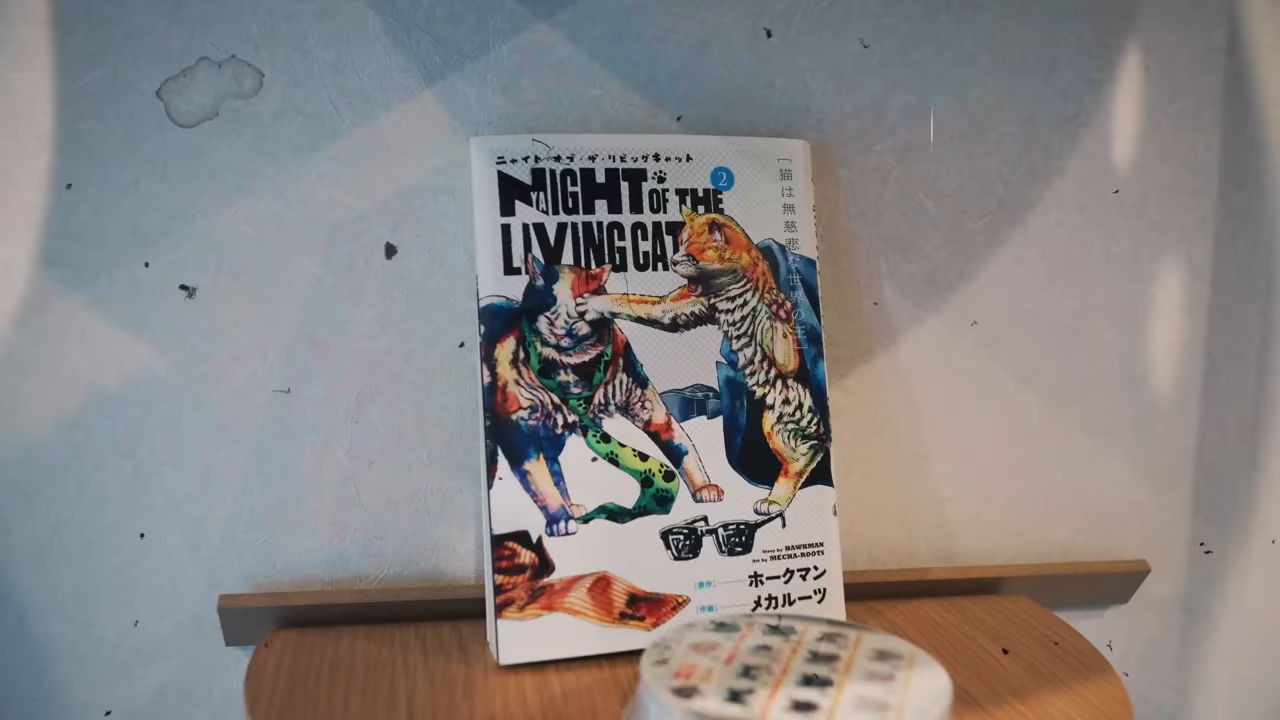 ニャイト・オブ・ザ・リビングキャット
NYAIGHT OF THE
LIVING CAT
2
[猫は無慈悲な世界の王]
Story by HAWKMAN
Art by MECHA-ROOTS
[原作] ホークマン
[作画] メカルーツ